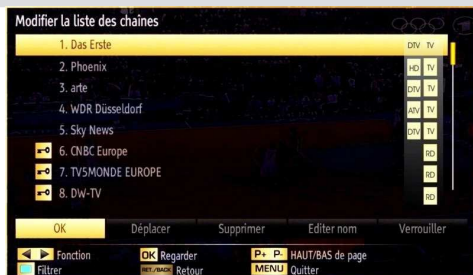 Modifier la liste des chaînes
1. Das Erste DTV TV
2. Phoenix HD TV
3. arte DTV TV
4. WDR Düsseldorf ATV TV
5. Sky News DTV TV
6. CNBC Europe RD
7. TV5MONDE EUROPE RD
8. DW-TV RD
OK Déplacer Supprimer Editer nom Verrouiller
Fonction OK Regarder P+ P- HAUT/BAS de page
Filtrer RET./BACK Retour MENU Quitter